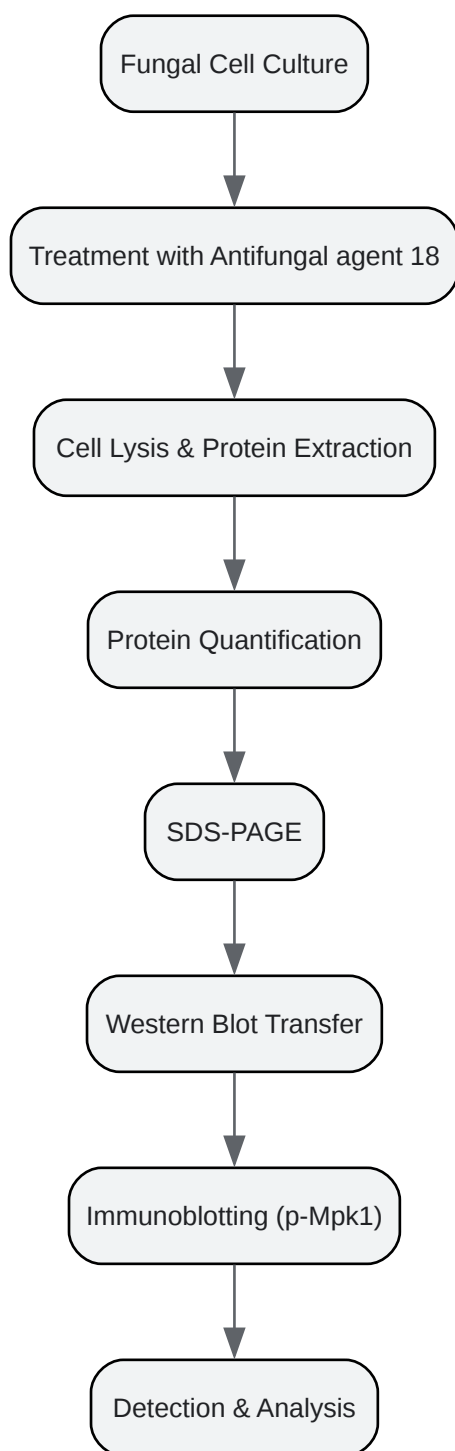 Fungal Cell Culture
Treatment with Antifungal agent 18
Cell Lysis & Protein Extraction
Protein Quantification
SDS-PAGE
Western Blot Transfer
Immunoblotting (p-Mpk1)
Detection & Analysis